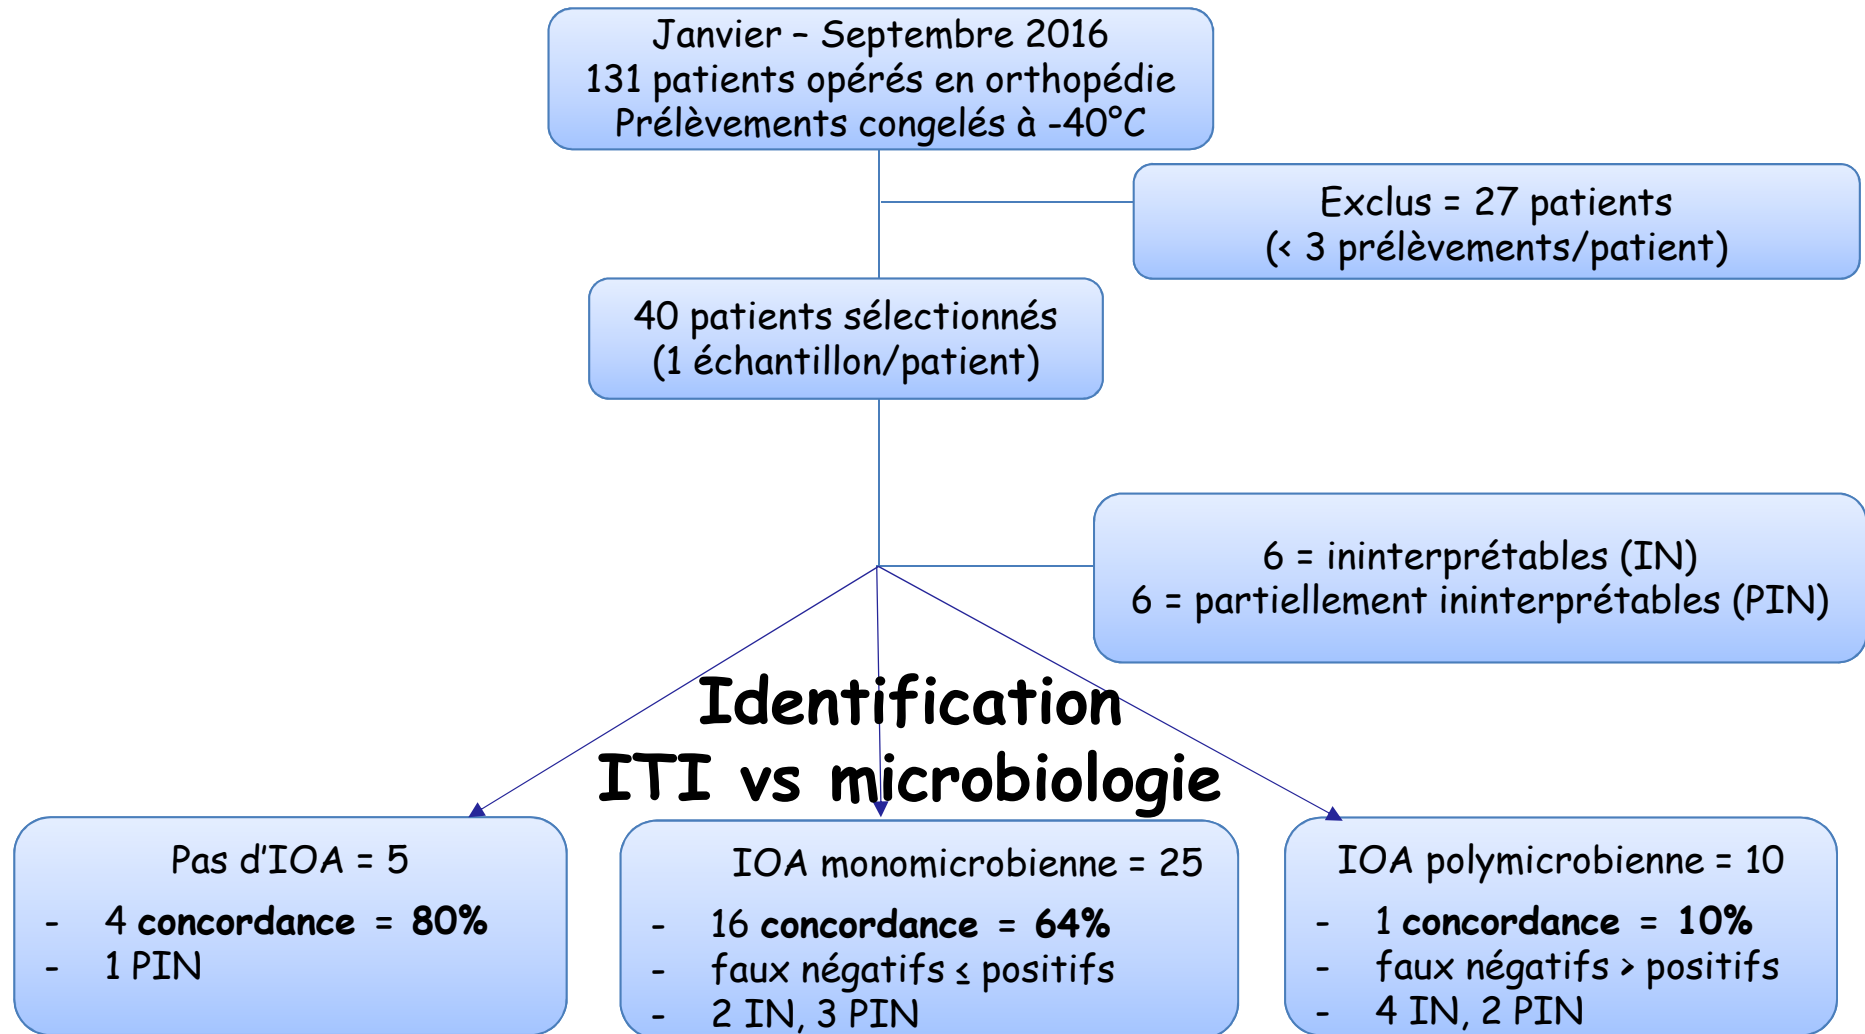 Janvier – Septembre 2016
131 patients opérés en orthopédie
Prélèvements congelés à -40°C
Exclus = 27 patients
(< 3 prélèvements/patient)
40 patients sélectionnés
(1 échantillon/patient)
6 = ininterprétables (IN)
6 = partiellement ininterprétables (PIN)
Identification
ITI vs microbiologie
Pas d'IOA = 5
- 4 concordance = 80%
- 1 PIN
IOA monomicrobienne = 25
- 16 concordance = 64%
- faux négatifs ≤ positifs
- 2 IN, 3 PIN
IOA polymicrobienne = 10
- 1 concordance = 10%
- faux négatifs > positifs
- 4 IN, 2 PIN